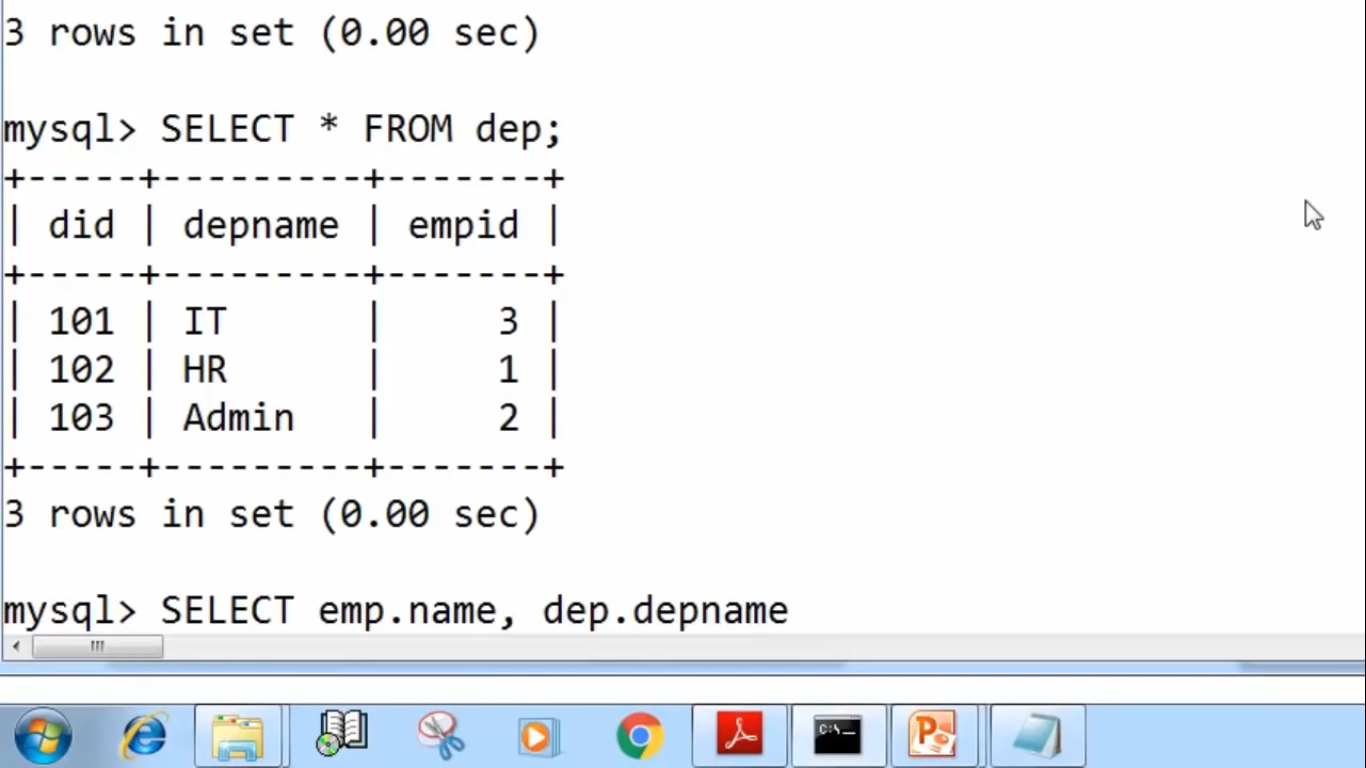 3 rows in set (0.00 sec)
mysql> SELECT * FROM dep;
+-----+---------+-------+
| did | depname | empid |
+-----+---------+-------+
| 101 | IT      |     3 |
| 102 | HR      |     1 |
| 103 | Admin   |     2 |
+-----+---------+-------+
3 rows in set (0.00 sec)
mysql> SELECT emp.name, dep.depname